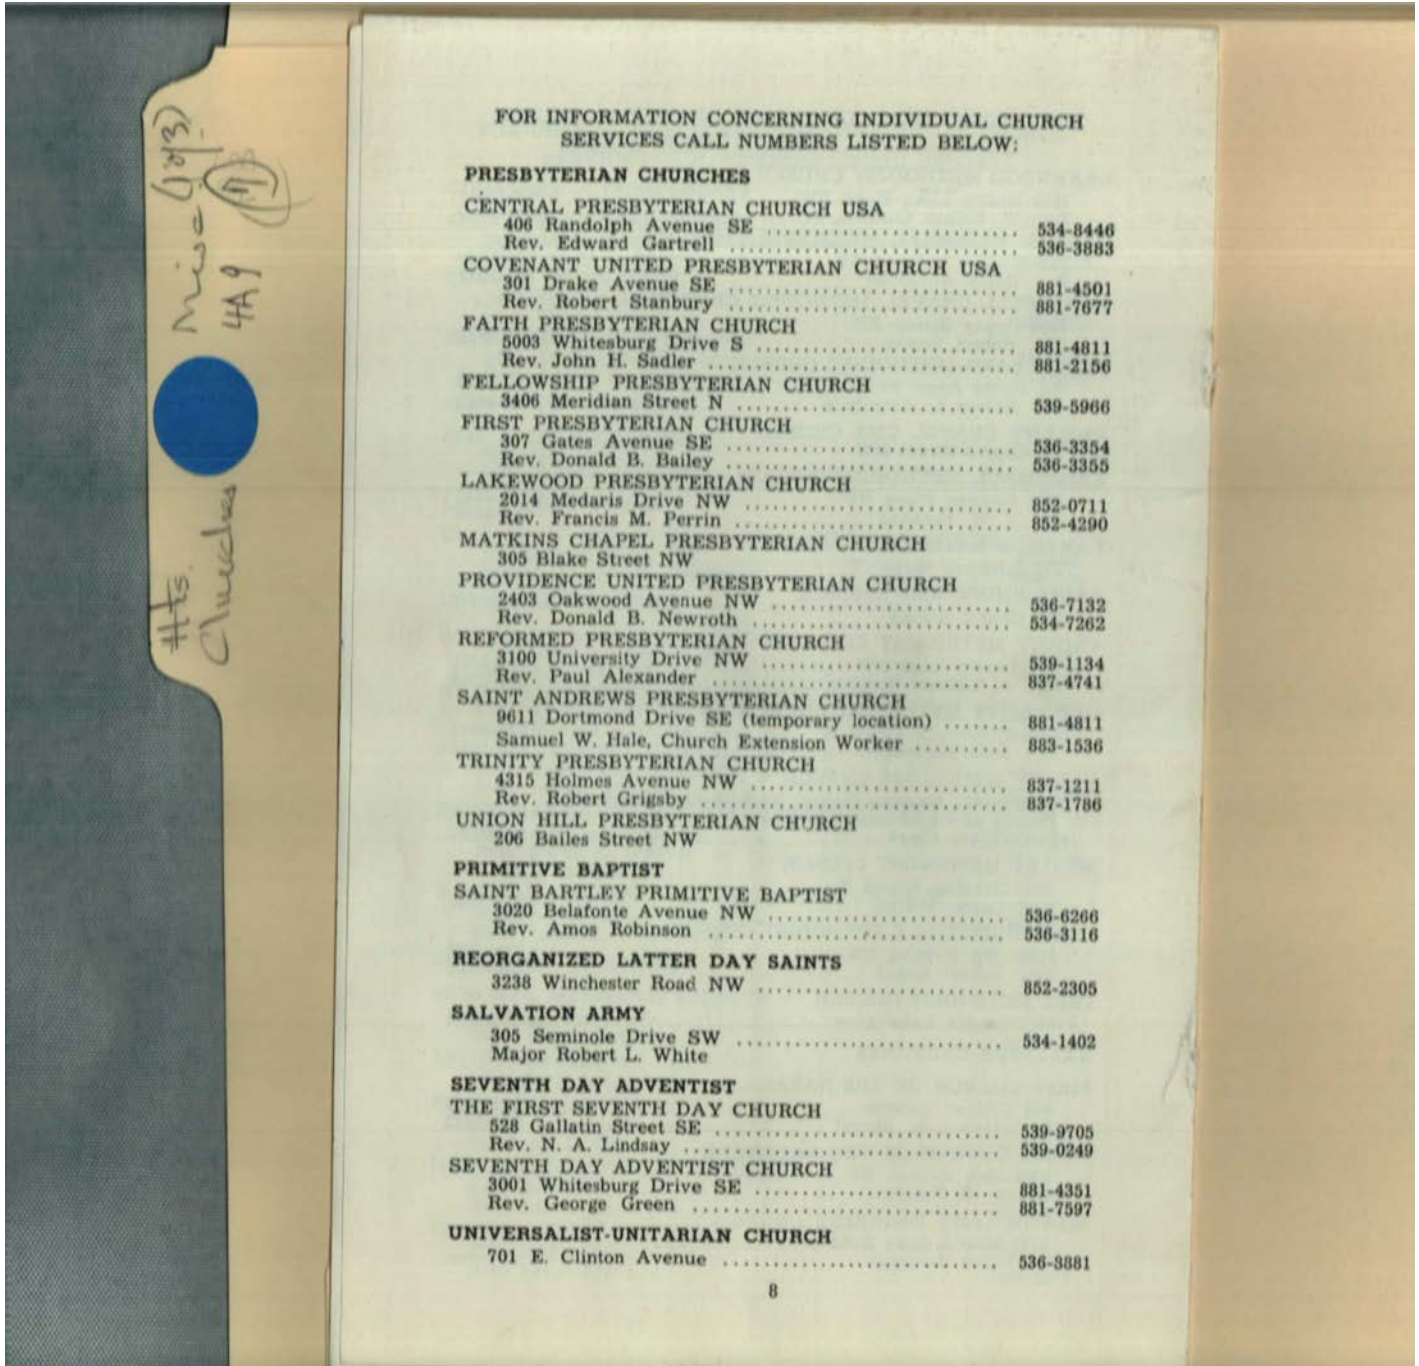 FOR INFORMATION CONCERNING INDIVIDUAL CHURCH
SERVICES CALL NUMBERS LISTED BELOW:
PRESBYTERIAN CHURCHES
CENTRAL PRESBYTERIAN CHURCH USA
406 Randolph Avenue SE ............................ 534-8446
Rev. Edward Gartrell ................................ 536-3883
COVENANT UNITED PRESBYTERIAN CHURCH USA
301 Drake Avenue SE ................................ 881-4501
Rev. Robert Stanbury ................................ 881-7677
FAITH PRESBYTERIAN CHURCH
5003 Whitesburg Drive S ............................. 881-4811
Rev. John H. Sadler .................................. 881-2156
FELLOWSHIP PRESBYTERIAN CHURCH
3406 Meridian Street N ............................... 539-5966
FIRST PRESBYTERIAN CHURCH
307 Gates Avenue SE ................................ 536-3354
Rev. Donald B. Bailey ................................ 536-3355
LAKEWOOD PRESBYTERIAN CHURCH
2014 Medaris Drive NW .............................. 852-0711
Rev. Francis M. Perrin ............................... 852-4290
MATKINS CHAPEL PRESBYTERIAN CHURCH
305 Blake Street NW
PROVIDENCE UNITED PRESBYTERIAN CHURCH
2403 Oakwood Avenue NW .......................... 536-7132
Rev. Donald B. Newroth ............................. 534-7262
REFORMED PRESBYTERIAN CHURCH
3100 University Drive NW ........................... 539-1134
Rev. Paul Alexander ................................. 837-4741
SAINT ANDREWS PRESBYTERIAN CHURCH
9611 Dortmond Drive SE (temporary location) ....... 881-4811
Samuel W. Hale, Church Extension Worker .......... 883-1536
TRINITY PRESBYTERIAN CHURCH
4315 Holmes Avenue NW ............................ 837-1211
Rev. Robert Grigsby .................................. 837-1786
UNION HILL PRESBYTERIAN CHURCH
206 Bailes Street NW
PRIMITIVE BAPTIST
SAINT BARTLEY PRIMITIVE BAPTIST
3020 Belafonte Avenue NW .......................... 536-6266
Rev. Amos Robinson ................................. 536-3116
REORGANIZED LATTER DAY SAINTS
3238 Winchester Road NW ........................... 852-2305
SALVATION ARMY
305 Seminole Drive SW ............................. 534-1402
Major Robert L. White
SEVENTH DAY ADVENTIST
THE FIRST SEVENTH DAY CHURCH
528 Gallatin Street SE ................................ 539-9705
Rev. N. A. Lindsay ................................... 539-0249
SEVENTH DAY ADVENTIST CHURCH
3001 Whitesburg Drive SE ........................... 881-4351
Rev. George Green .................................. 881-7597
UNIVERSALIST-UNITARIAN CHURCH
701 E. Clinton Avenue ............................... 536-3881
8
Hts.
Churches
Misc
4A9